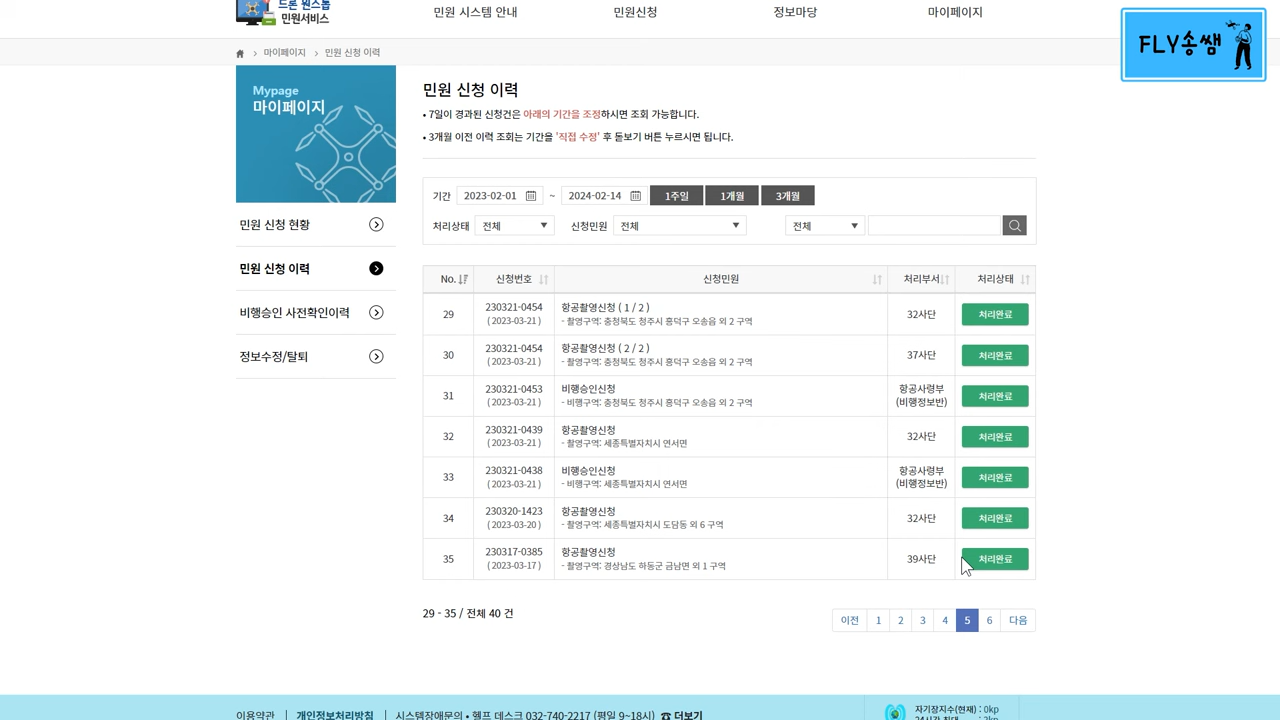 드론 원스톱
민원서비스
민원 시스템 안내 민원신청 정보마당 마이페이지
FLY송쌤
마이페이지 > 민원 신청 이력
Mypage
마이페이지
민원 신청 현황
민원 신청 이력
비행승인 사전확인이력
정보수정/탈퇴
민원 신청 이력
• 7일이 경과된 신청건은 아래의 기간을 조정하시면 조회 가능합니다.
• 3개월 이전 이력 조회는 기간을 '직접 수정' 후 돋보기 버튼 누르시면 됩니다.
기간 2023-02-01 ~ 2024-02-14 1주일 1개월 3개월
처리상태 전체 신청민원 전체 전체
No. 신청번호 신청민원 처리부서 처리상태
29 230321-0454 (2023-03-21) 항공촬영신청 ( 1 / 2 ) 32사단 처리완료
- 촬영구역: 충청북도 청주시 흥덕구 오송읍 외 2 구역
30 230321-0454 (2023-03-21) 항공촬영신청 ( 2 / 2 ) 37사단 처리완료
- 촬영구역: 충청북도 청주시 흥덕구 오송읍 외 2 구역
31 230321-0453 (2023-03-21) 비행승인신청 항공사령부 (비행정보반) 처리완료
- 비행구역: 충청북도 청주시 흥덕구 오송읍 외 2 구역
32 230321-0439 (2023-03-21) 항공촬영신청 32사단 처리완료
- 촬영구역: 세종특별자치시 연서면
33 230321-0438 (2023-03-21) 비행승인신청 항공사령부 (비행정보반) 처리완료
- 비행구역: 세종특별자치시 연서면
34 230320-1423 (2023-03-20) 항공촬영신청 32사단 처리완료
- 촬영구역: 세종특별자치시 도담동 외 6 구역
35 230317-0385 (2023-03-17) 항공촬영신청 39사단 처리완료
- 촬영구역: 경상남도 하동군 금남면 외 1 구역
29 - 35 / 전체 40 건
이전 1 2 3 4 5 6 다음
이용약관 | 개인정보처리방침 | 시스템장애문의 • 헬프 데스크 032-740-2217 (평일 9~18시) ☎ 더보기
자기장지수(현재) : 0kp
24시간 최대 : 2kp